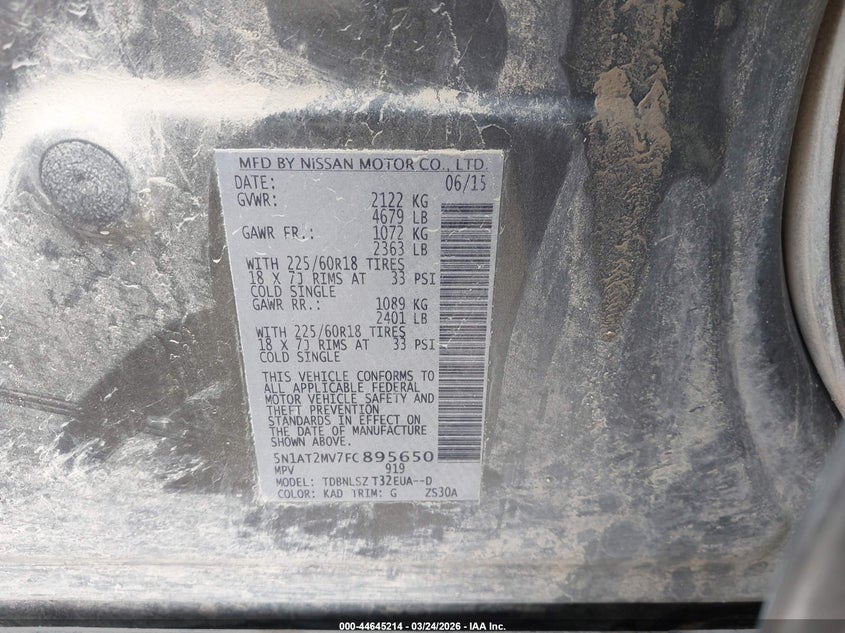 MFD BY NISSAN MOTOR CO., LTD.
DATE: 06/15
GVWR: 2122 KG
4679 LB
GAWR FR.: 1072 KG
2363 LB
WITH 225/60R18 TIRES
18 X 7J RIMS AT 33 PSI
COLD SINGLE
GAWR RR.: 1089 KG
2401 LB
WITH 225/60R18 TIRES
18 X 7J RIMS AT 33 PSI
COLD SINGLE
THIS VEHICLE CONFORMS TO
ALL APPLICABLE FEDERAL
MOTOR VEHICLE SAFETY AND
THEFT PREVENTION
STANDARDS IN EFFECT ON
THE DATE OF MANUFACTURE
SHOWN ABOVE.
5N1AT2MV7FC895650
MPV 919
MODEL: TDBNLSZ T32EUA--D
COLOR: KAD TRIM: G ZS30A
000-44645214 - 03/24/2026 - IAA Inc.